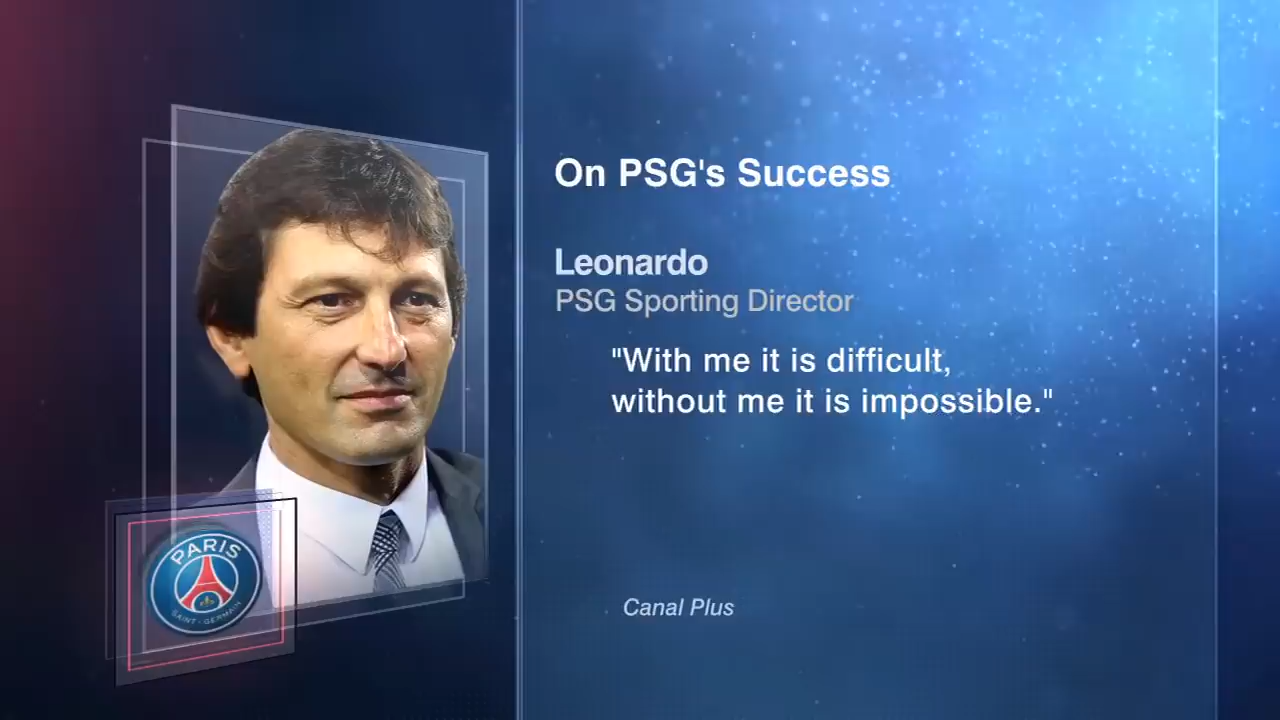 On PSG's Success
Leonardo
PSG Sporting Director
"With me it is difficult,
without me it is impossible."
Canal Plus
PARIS
SAINT-GERMAIN